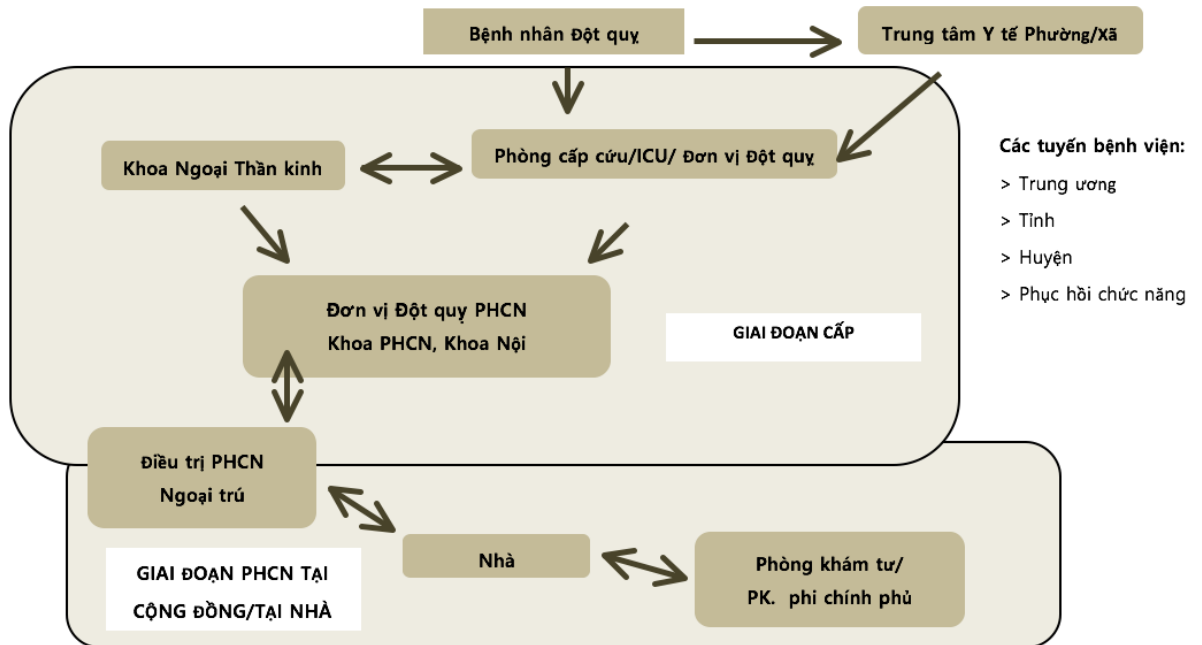 Bệnh nhân Đột quỵ
Trung tâm Y tế Phường/Xã
Khoa Ngoại Thần kinh
Phòng cấp cứu/ICU/ Đơn vị Đột quỵ
Các tuyến bệnh viện:
> Trung ương
> Tỉnh
> Huyện
> Phục hồi chức năng
Đơn vị Đột quỵ PHCN
Khoa PHCN, Khoa Nội
GIAI ĐOẠN CẤP
Điều trị PHCN
Ngoại trú
Nhà
Phòng khám tư/
PK. phi chính phủ
GIAI ĐOẠN PHCN TẠI
CỘNG ĐỒNG/TẠI NHÀ